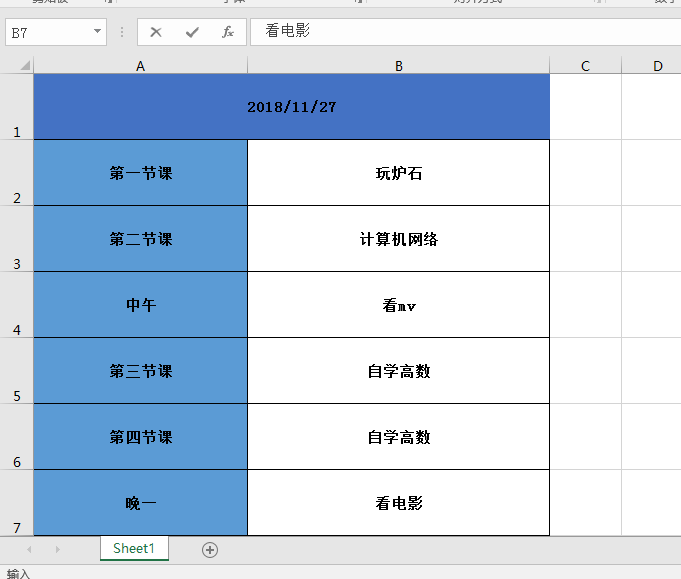 B7 fx 看电影
A B C D
1 2018/11/27
2 第一节课 玩炉石
3 第二节课 计算机网络
4 中午 看mv
5 第三节课 自学高数
6 第四节课 自学高数
7 晚一 看电影
Sheet1
输入